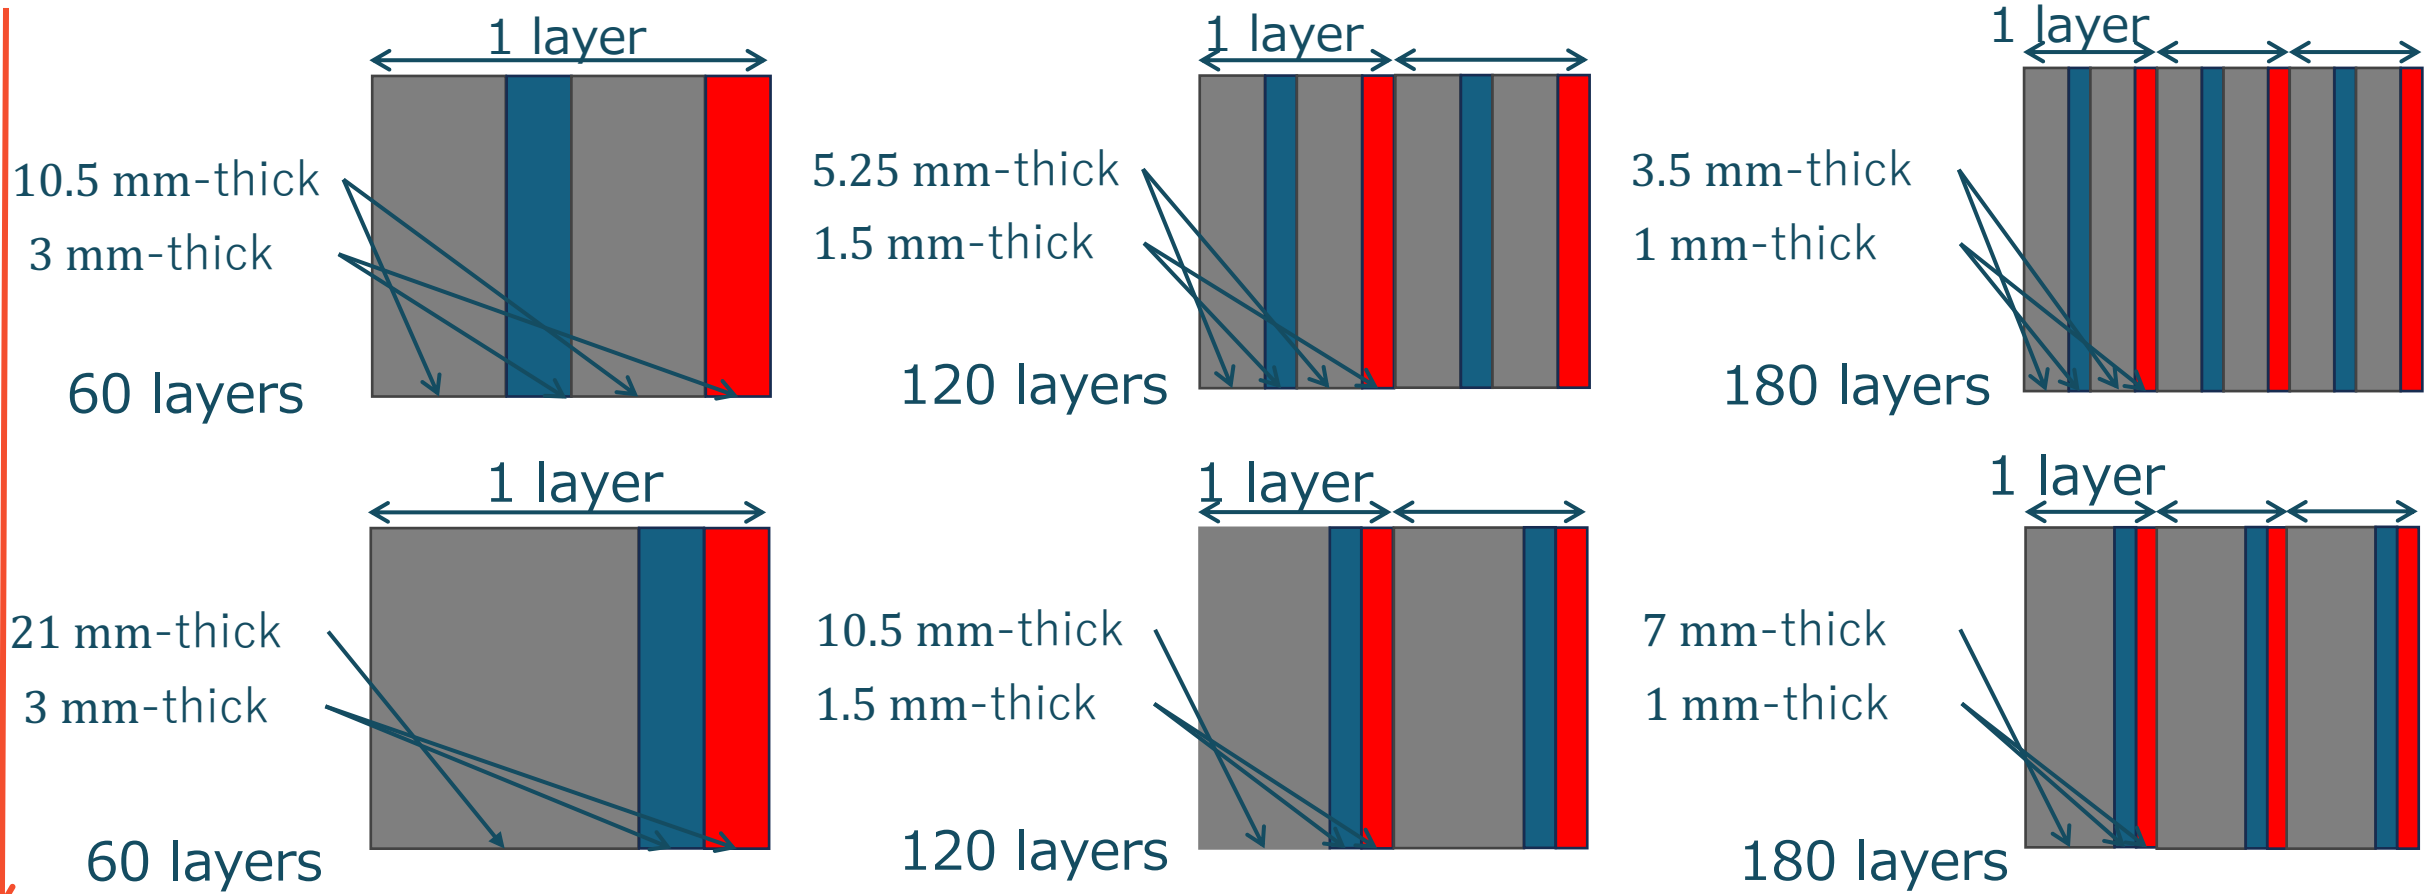 1 layer
10.5 mm-thick
3 mm-thick
60 layers
1 layer
5.25 mm-thick
1.5 mm-thick
120 layers
1 layer
3.5 mm-thick
1 mm-thick
180 layers
1 layer
21 mm-thick
3 mm-thick
60 layers
1 layer
10.5 mm-thick
1.5 mm-thick
120 layers
1 layer
7 mm-thick
1 mm-thick
180 layers